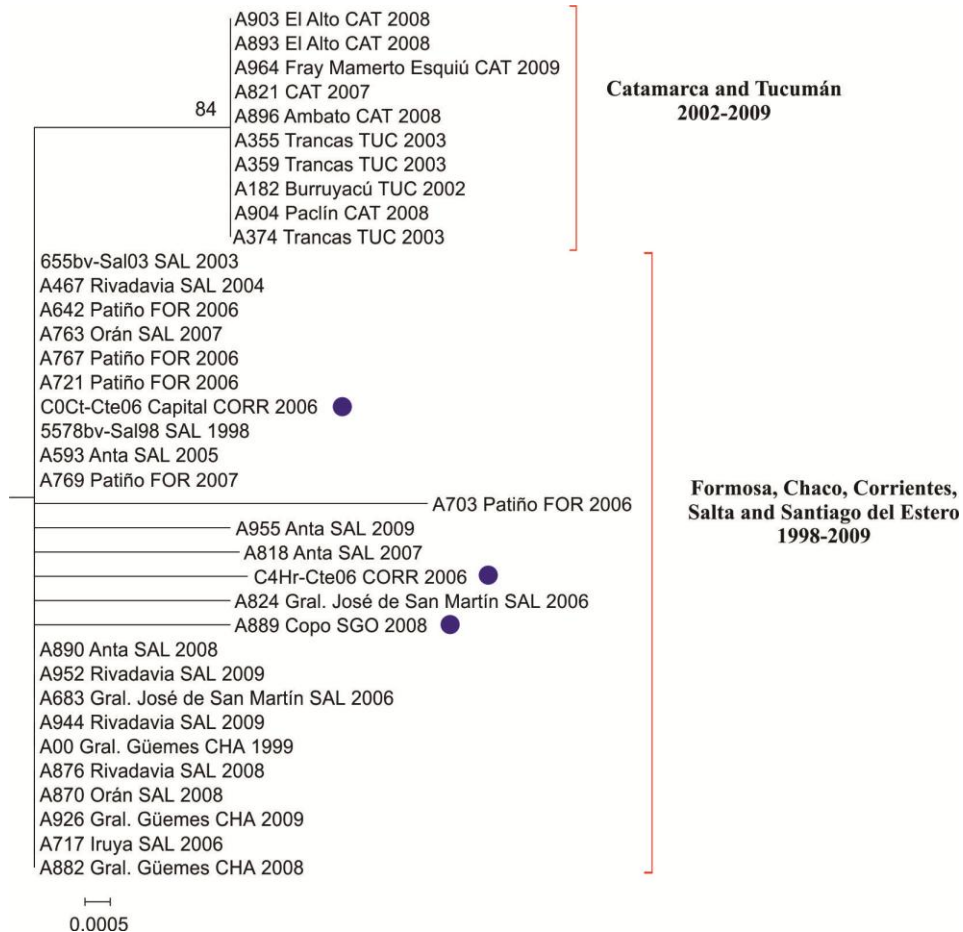 A903 El Alto CAT 2008
A893 El Alto CAT 2008
A964 Fray Mamerto Esquiú CAT 2009
A821 CAT 2007
A896 Ambato CAT 2008
A355 Trancas TUC 2003
A359 Trancas TUC 2003
A182 Burruyacú TUC 2002
A904 Paclín CAT 2008
A374 Trancas TUC 2003
84
Catamarca and Tucumán
2002-2009
655bv-Sal03 SAL 2003
A467 Rivadavia SAL 2004
A642 Patiño FOR 2006
A763 Orán SAL 2007
A767 Patiño FOR 2006
A721 Patiño FOR 2006
C0Ct-Cte06 Capital CORR 2006
5578bv-Sal98 SAL 1998
A593 Anta SAL 2005
A769 Patiño FOR 2007
A703 Patiño FOR 2006
A955 Anta SAL 2009
A818 Anta SAL 2007
C4Hr-Cte06 CORR 2006
A824 Gral. José de San Martín SAL 2006
A889 Copo SGO 2008
A890 Anta SAL 2008
A952 Rivadavia SAL 2009
A683 Gral. José de San Martín SAL 2006
A944 Rivadavia SAL 2009
A00 Gral. Güemes CHA 1999
A876 Rivadavia SAL 2008
A870 Orán SAL 2008
A926 Gral. Güemes CHA 2009
A717 Iruya SAL 2006
A882 Gral. Güemes CHA 2008
Formosa, Chaco, Corrientes,
Salta and Santiago del Estero
1998-2009
0.0005